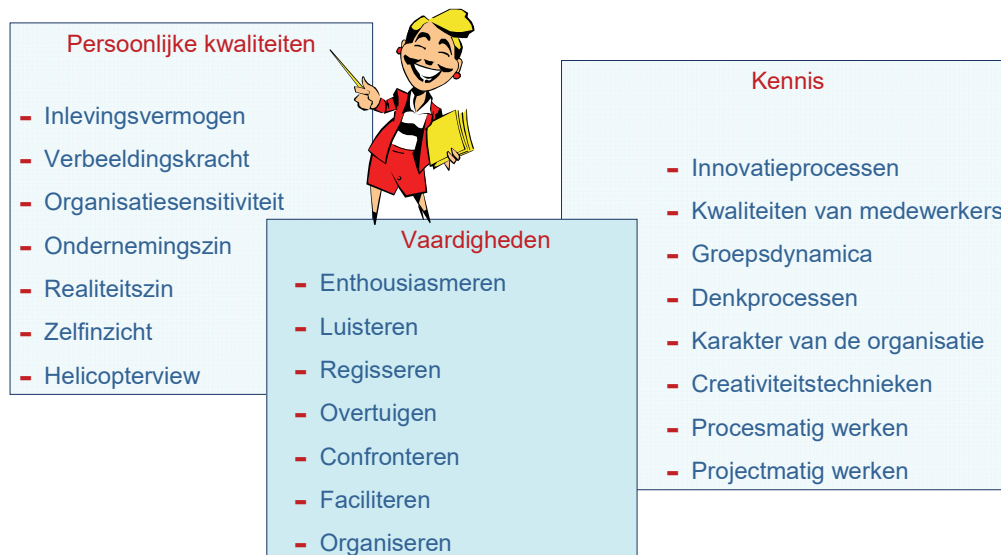 Persoonlijke kwaliteiten
- Inlevingsvermogen
- Verbeeldingskracht
- Organisatiesensitiviteit
- Ondernemingszin
- Realiteitszin
- Zelfinzicht
- Helicopterview
Vaardigheden
- Enthousiasmeren
- Luisteren
- Regisseren
- Overtuigen
- Confronteren
- Faciliteren
- Organiseren
Kennis
- Innovatieprocessen
- Kwaliteiten van medewerkers
- Groepsdynamica
- Denkprocessen
- Karakter van de organisatie
- Creativiteitstechnieken
- Procesmatig werken
- Projectmatig werken